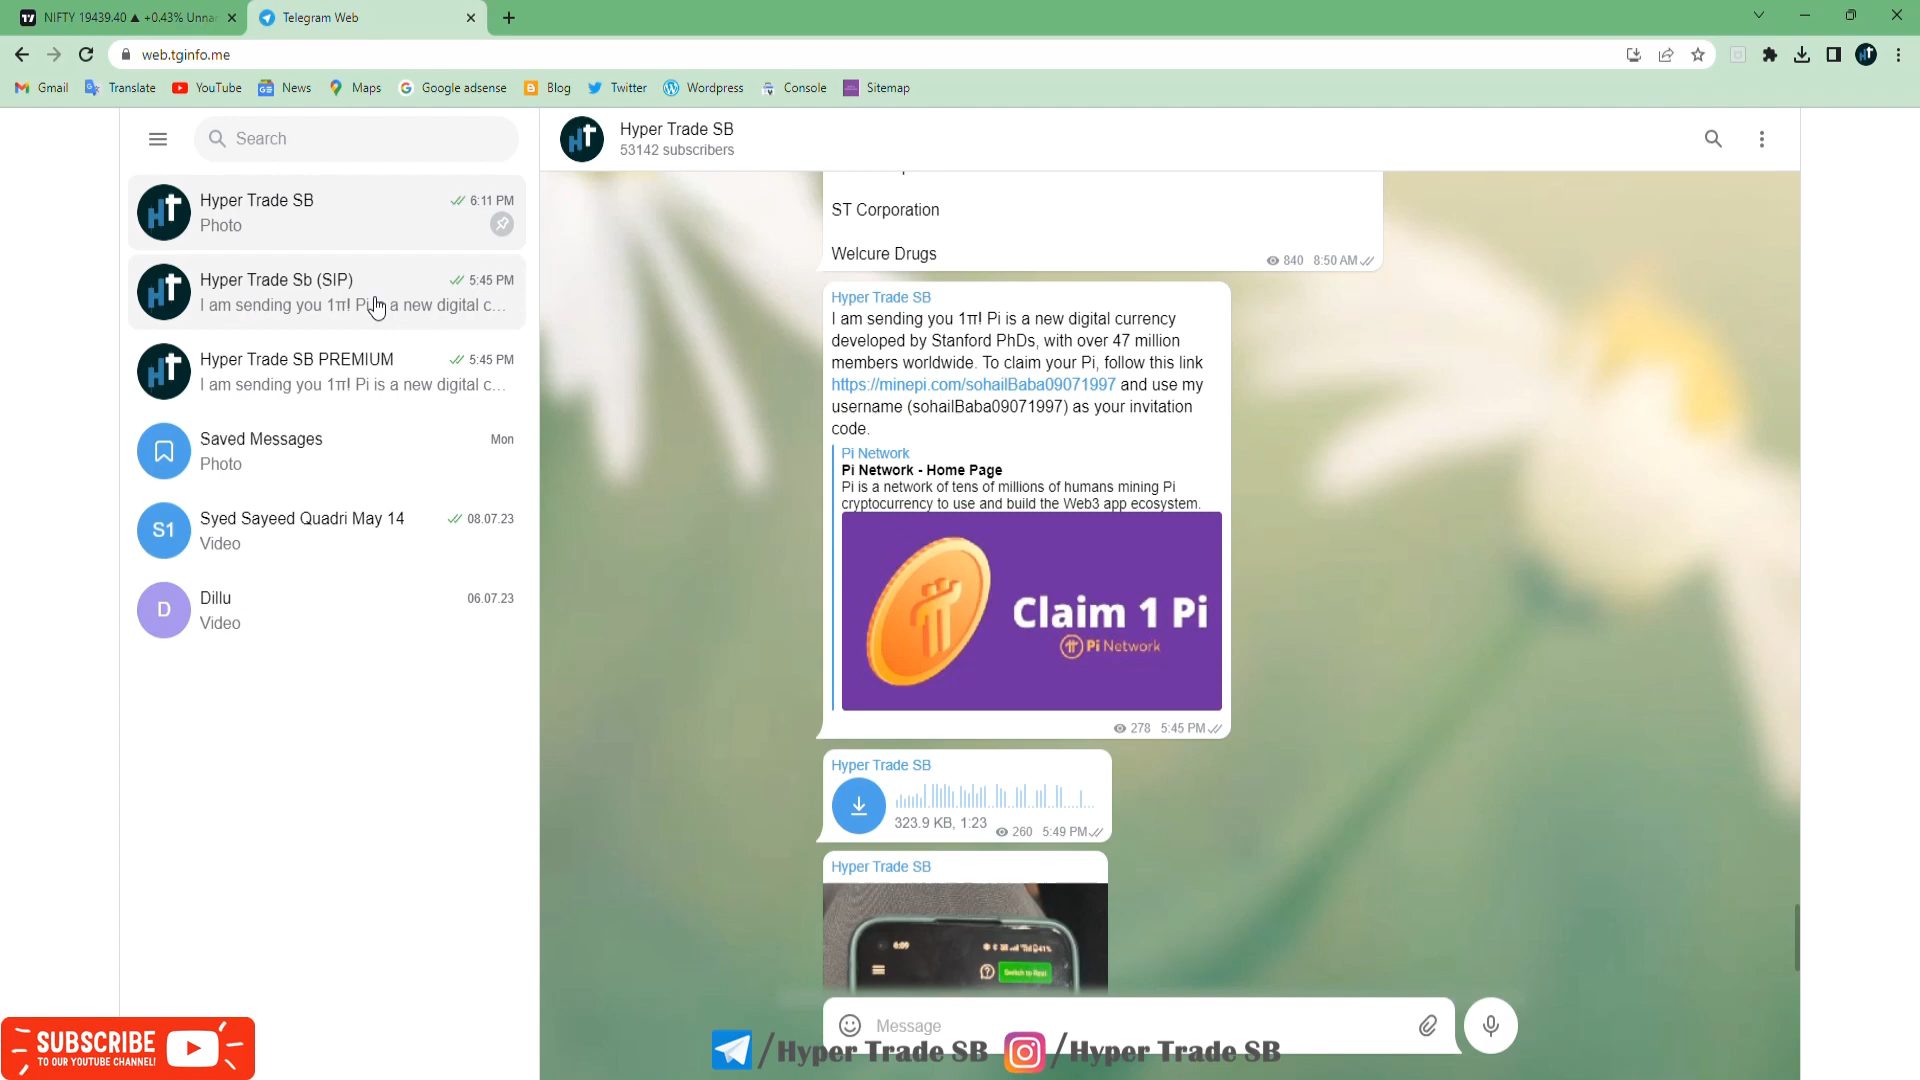 NIFTY 19439.40 ▲ +0.43% Unnar
Telegram Web
web.tginfo.me
Gmail
Translate
YouTube
News
Maps
Google adsense
Blog
Twitter
Wordpress
Console
Sitemap
Search
Hyper Trade SB
6:11 PM
Photo
Hyper Trade Sb (SIP)
5:45 PM
I am sending you 1π! Pi is a new digital c...
Hyper Trade SB PREMIUM
5:45 PM
I am sending you 1π! Pi is a new digital c...
Saved Messages
Mon
Photo
S1
Syed Sayeed Quadri May 14
08.07.23
Video
D
Dillu
06.07.23
Video
Hyper Trade SB
53142 subscribers
ST Corporation
Welcure Drugs
840 8:50 AM
Hyper Trade SB
I am sending you 1π! Pi is a new digital currency
developed by Stanford PhDs, with over 47 million
members worldwide. To claim your Pi, follow this link
https://minepi.com/sohailBaba09071997 and use my
username (sohailBaba09071997) as your invitation
code.
Pi Network
Pi Network - Home Page
Pi is a network of tens of millions of humans mining Pi
cryptocurrency to use and build the Web3 app ecosystem.
Claim 1 Pi
Pi Network
278 5:45 PM
Hyper Trade SB
323.9 KB, 1:23
260 5:49 PM
Hyper Trade SB
6:09
41%
Switch to Real
Message
SUBSCRIBE
TO OUR YOUTUBE CHANNEL!
/Hyper Trade SB
/Hyper Trade SB